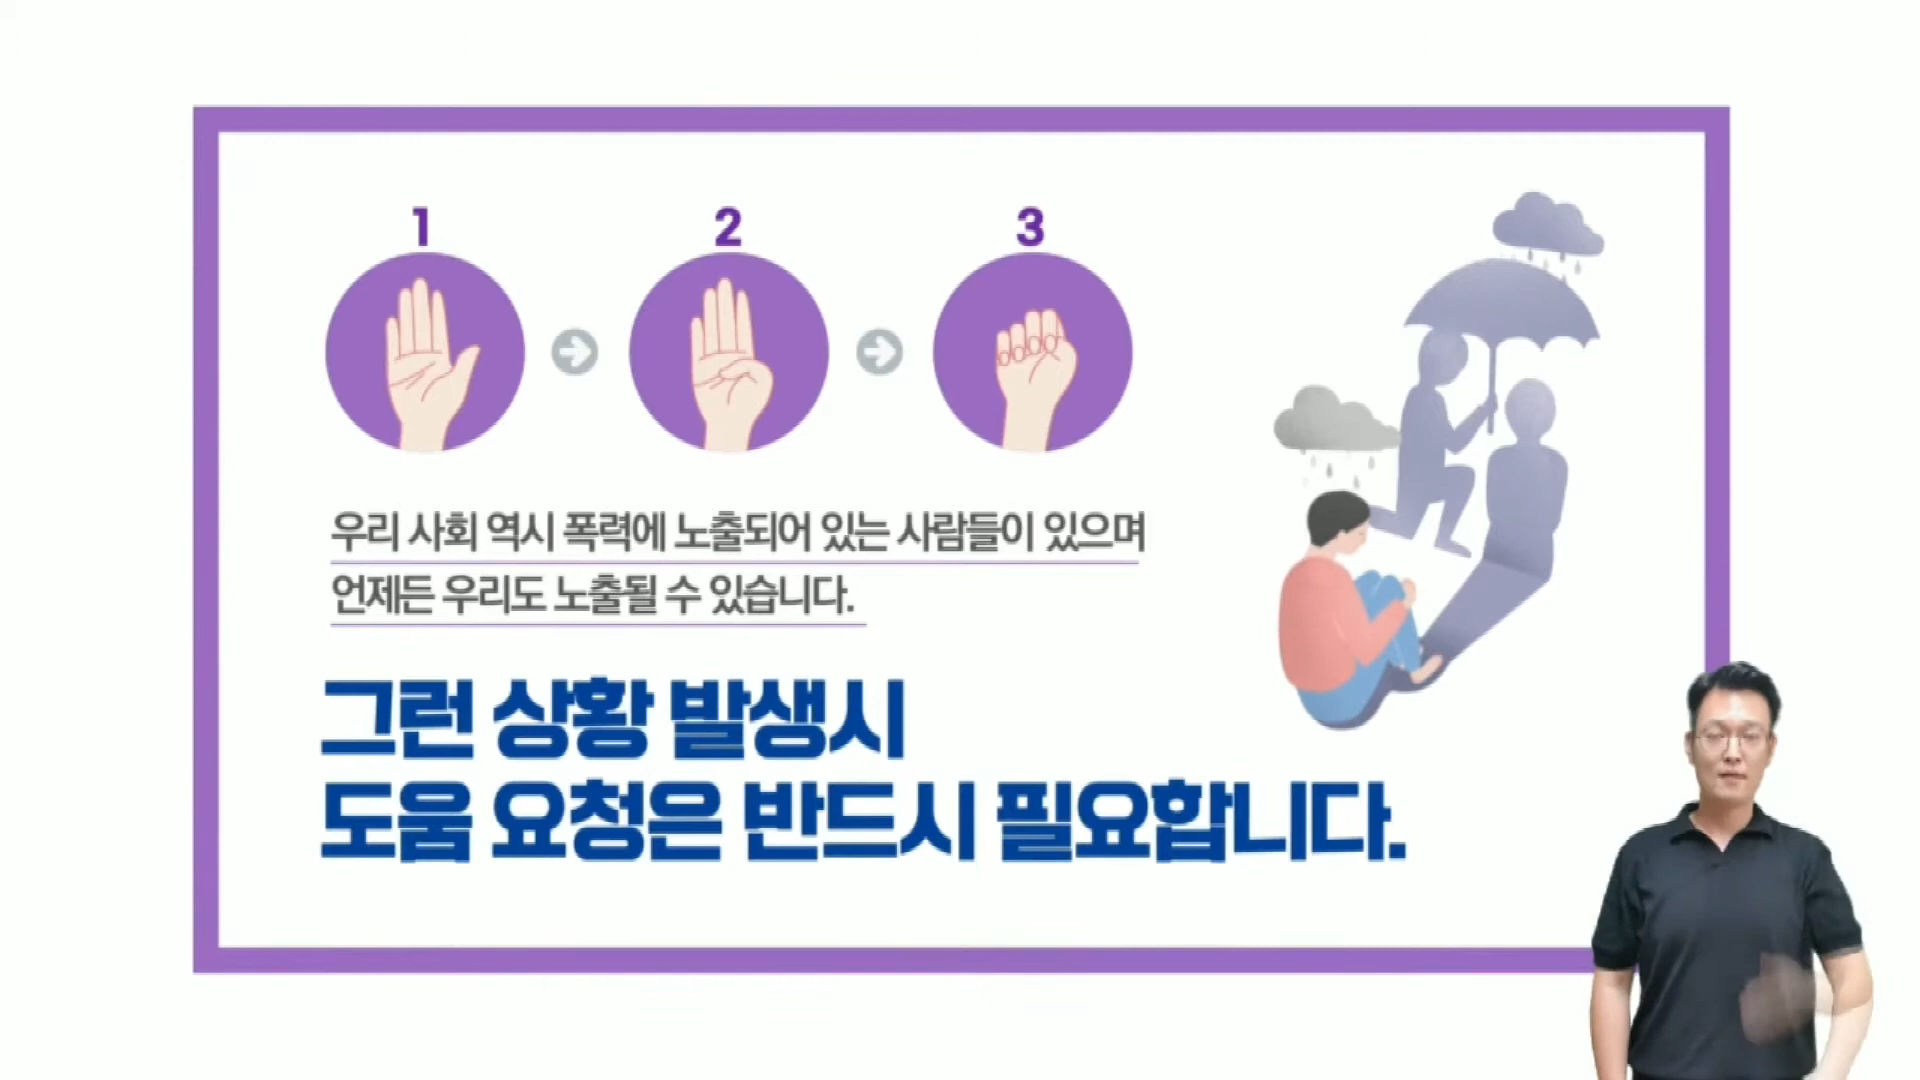 1 2 3
우리 사회 역시 폭력에 노출되어 있는 사람들이 있으며
언제든 우리도 노출될 수 있습니다.
그런 상황 발생시
도움 요청은 반드시 필요합니다.